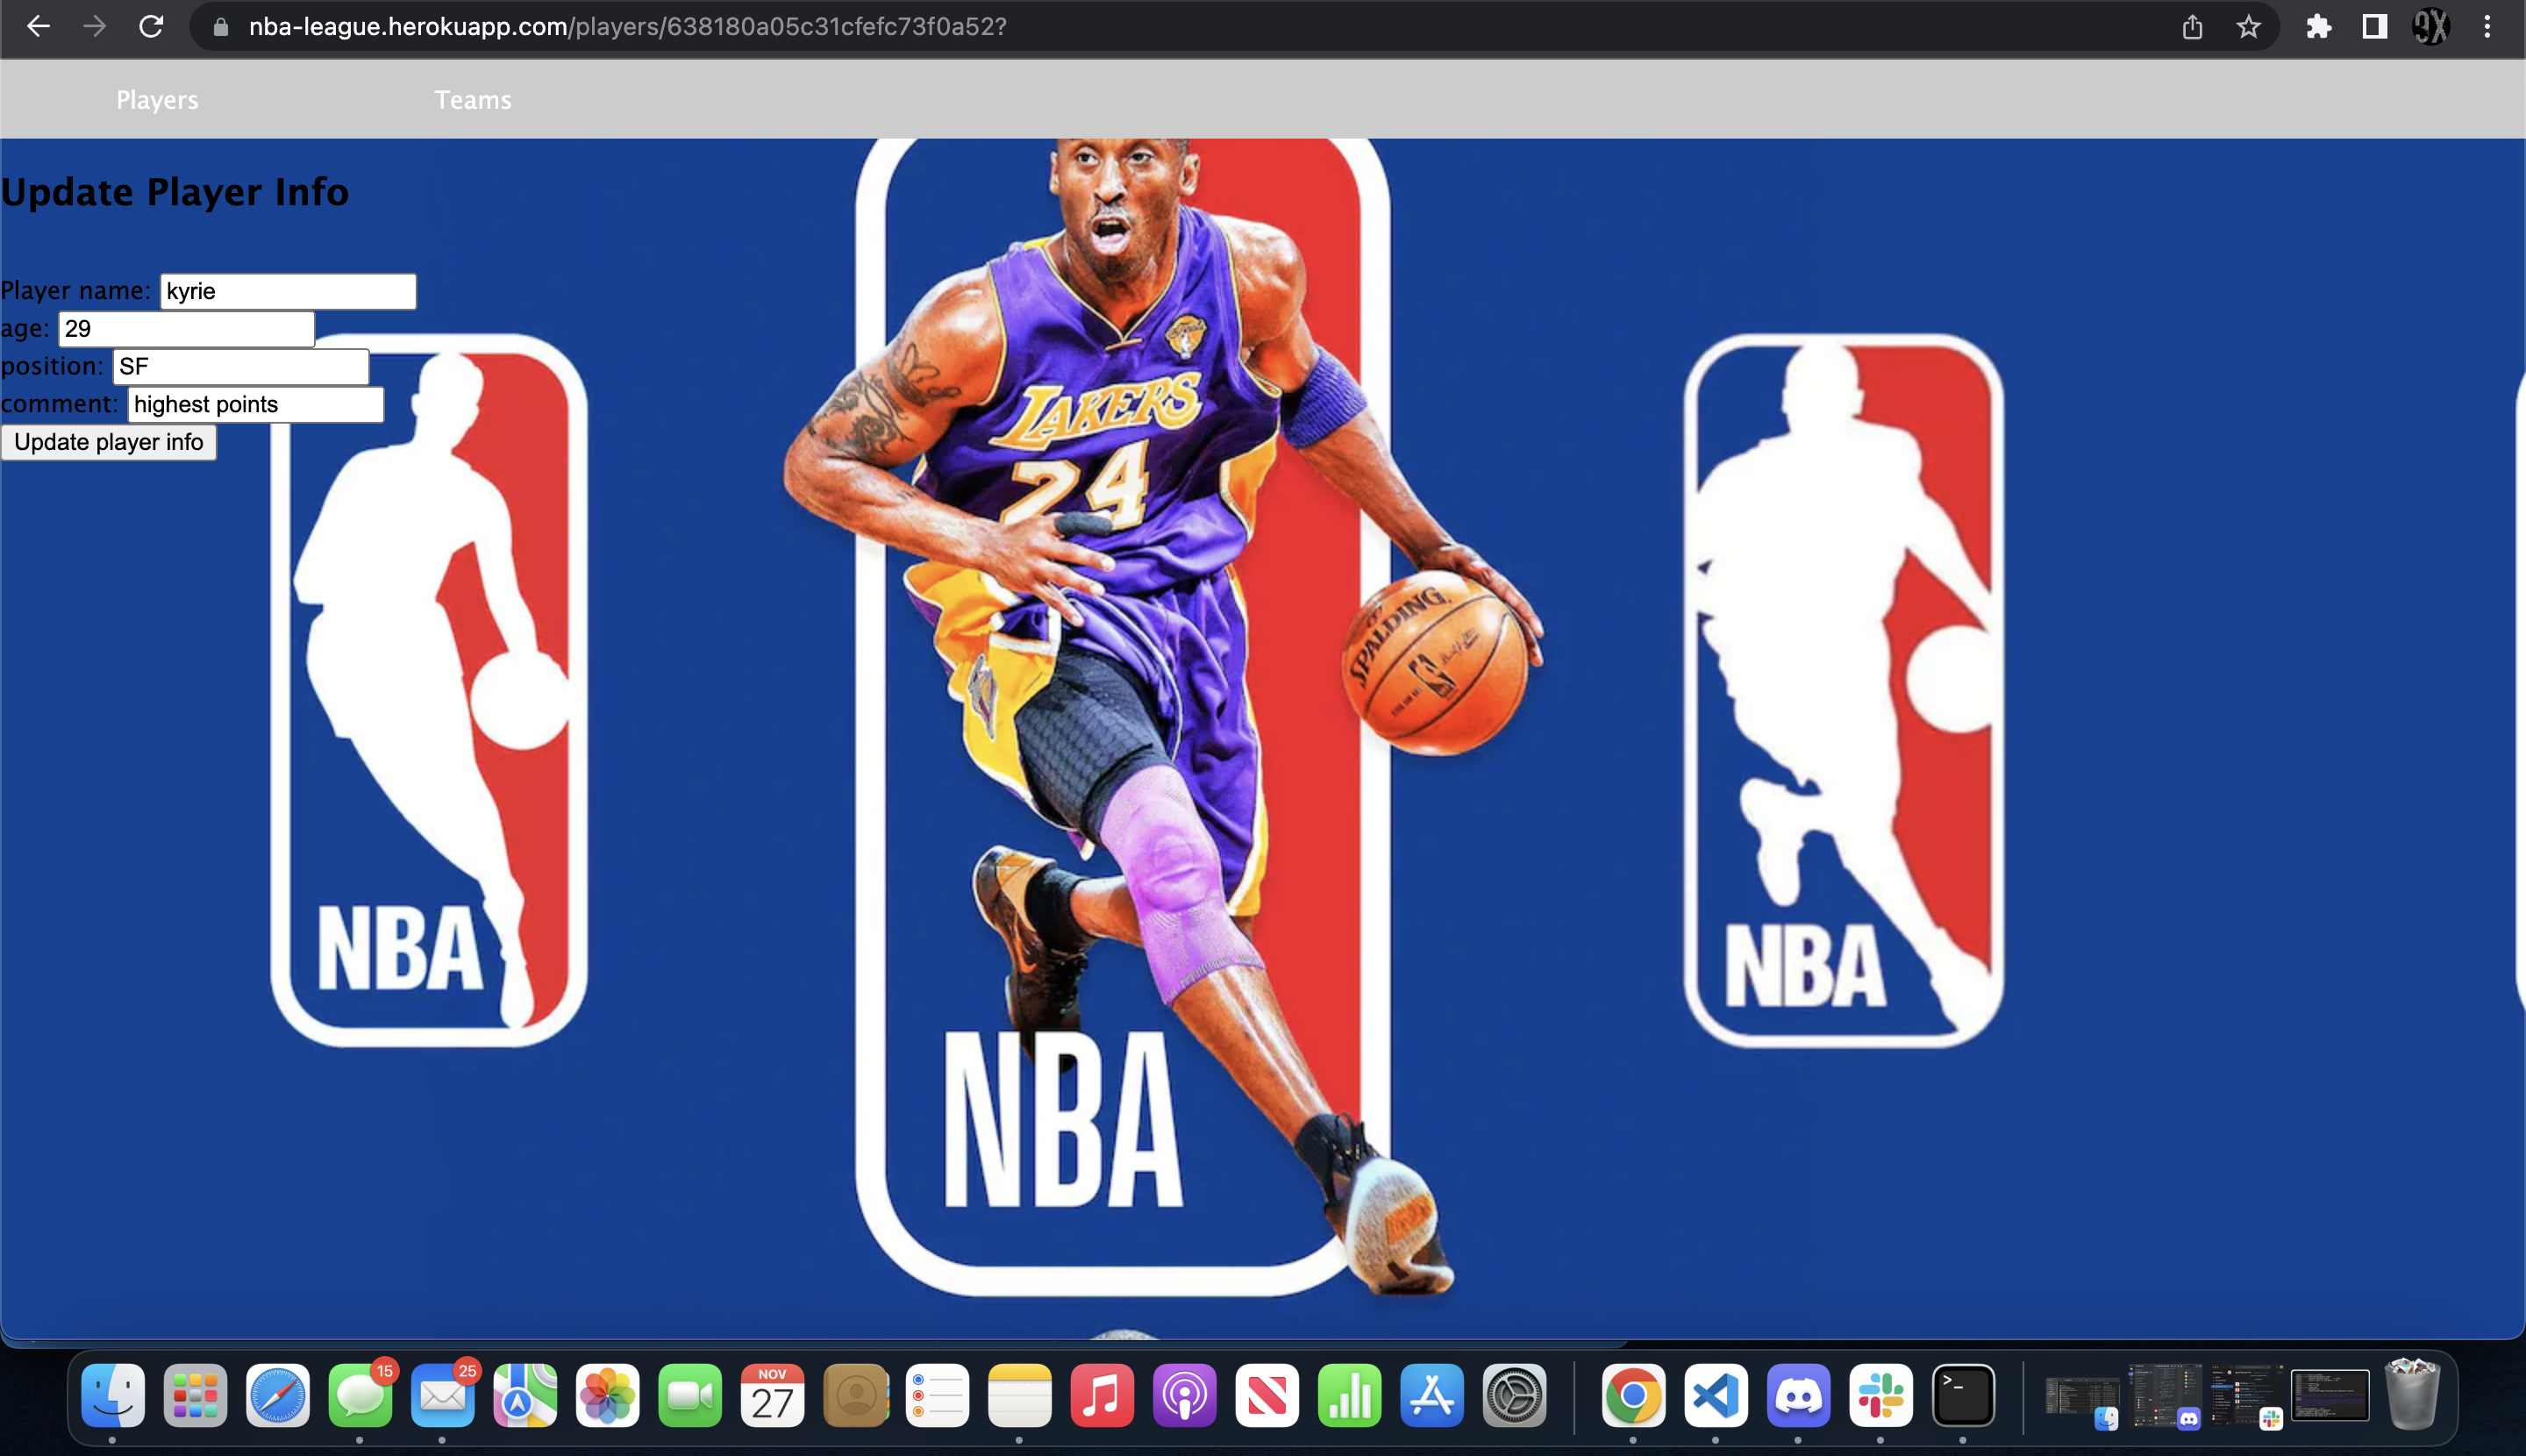 nba-league.herokuapp.com/players/638180a05c31cfefc73f0a52?
Players Teams
Update Player Info
Player name: kyrie
age: 29
position: SF
comment: highest points
Update player info
LAKERS
24
SPALDING
NBA
NBA
NBA
15
25
NOV
27
>_